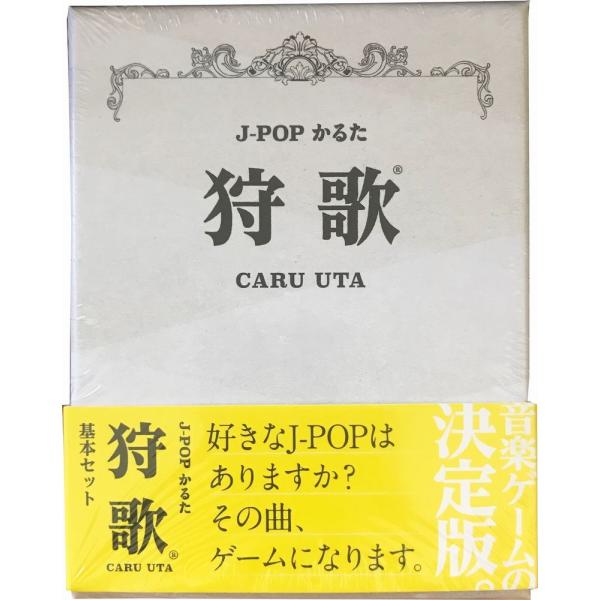 J-POP かるた
狩歌®
CARU UTA
音楽ゲームの
決定版。
好きなJ-POPは
ありますか?
その曲、
ゲームになります。
J-POP かるた
狩歌®
CARU UTA
基本セット